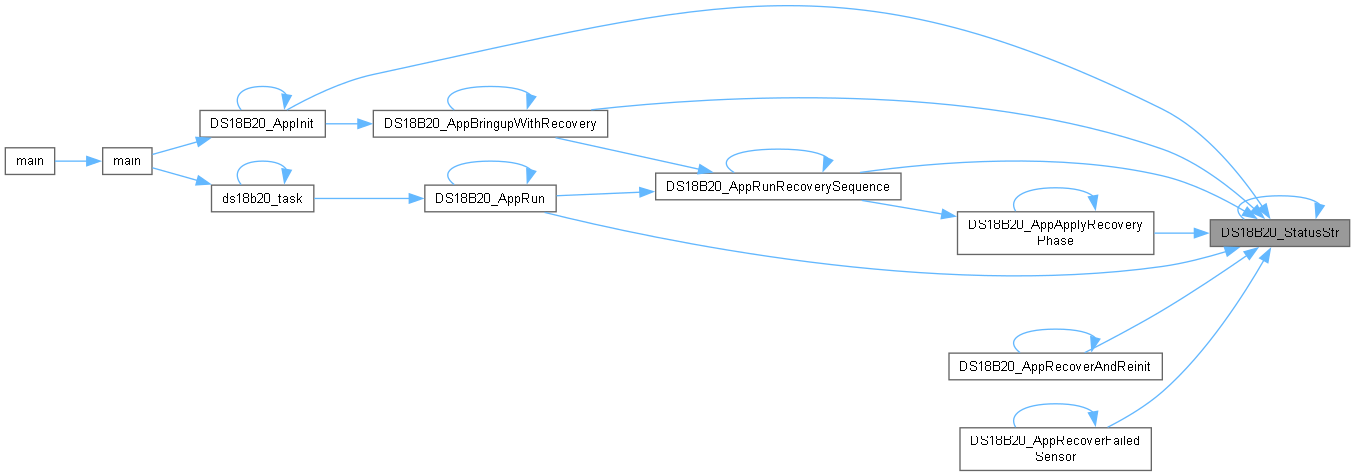 main
main
DS18B20_AppInit
DS18B20_AppBringupWithRecovery
ds18b20_task
DS18B20_AppRun
DS18B20_AppRunRecoverySequence
DS18B20_AppApplyRecovery
Phase
DS18B20_StatusStr
DS18B20_AppRecoverAndReinit
DS18B20_AppRecoverFailed
Sensor